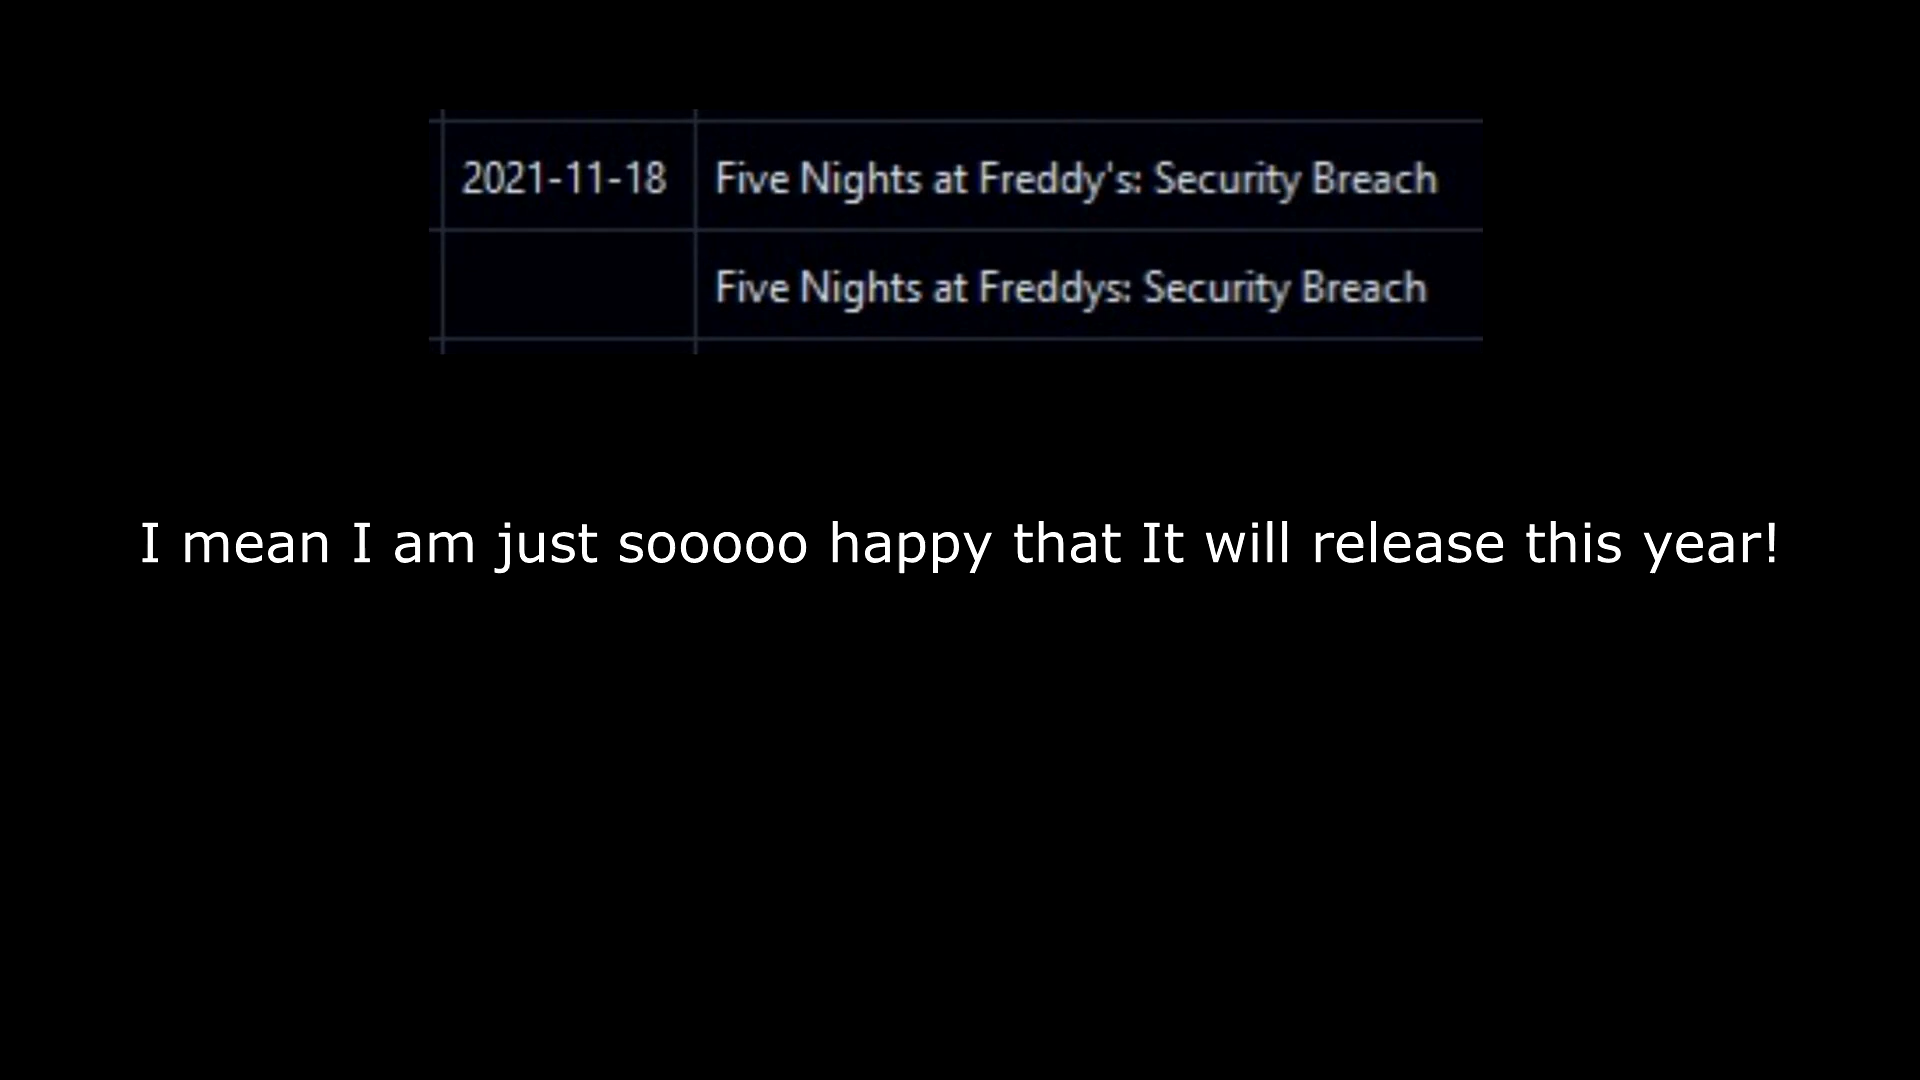 2021-11-18 Five Nights at Freddy's: Security Breach
Five Nights at Freddys: Security Breach
I mean I am just sooooo happy that It will release this year!